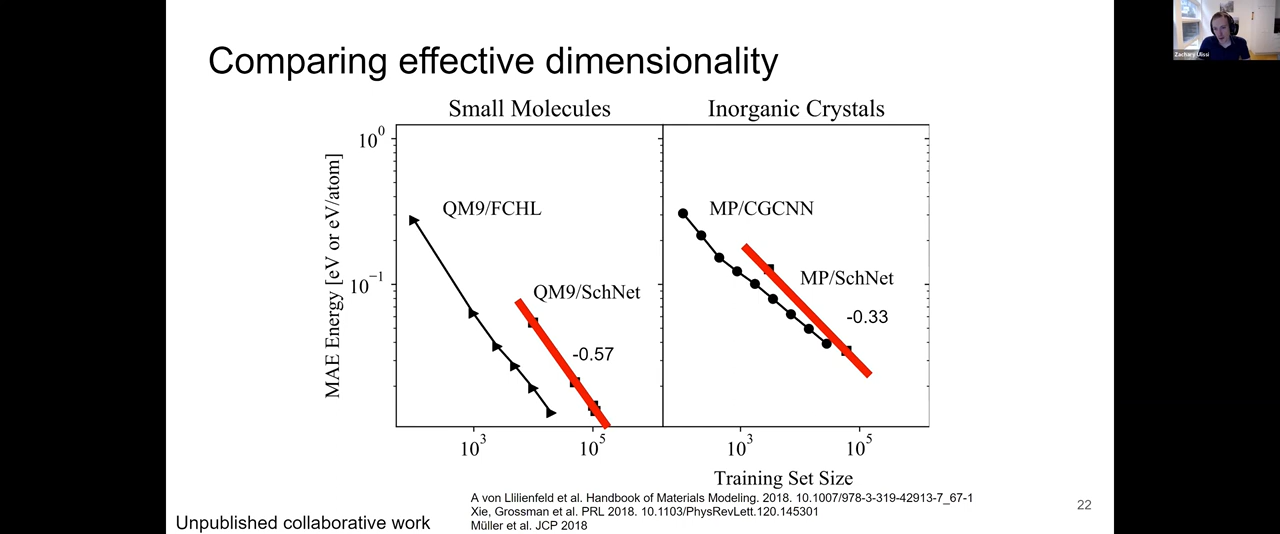 Comparing effective dimensionality
Small Molecules
Inorganic Crystals
MAE Energy [eV or eV/atom]
10⁰
10⁻¹
QM9/FCHL
QM9/SchNet
-0.57
MP/CGCNN
MP/SchNet
-0.33
10³
10⁵
10³
10⁵
Training Set Size
A von Llilienfeld et al. Handbook of Materials Modeling. 2018. 10.1007/978-3-319-42913-7_67-1
Xie, Grossman et al. PRL 2018. 10.1103/PhysRevLett.120.145301
Müller et al. JCP 2018
Unpublished collaborative work
22
Zachary Ulissi